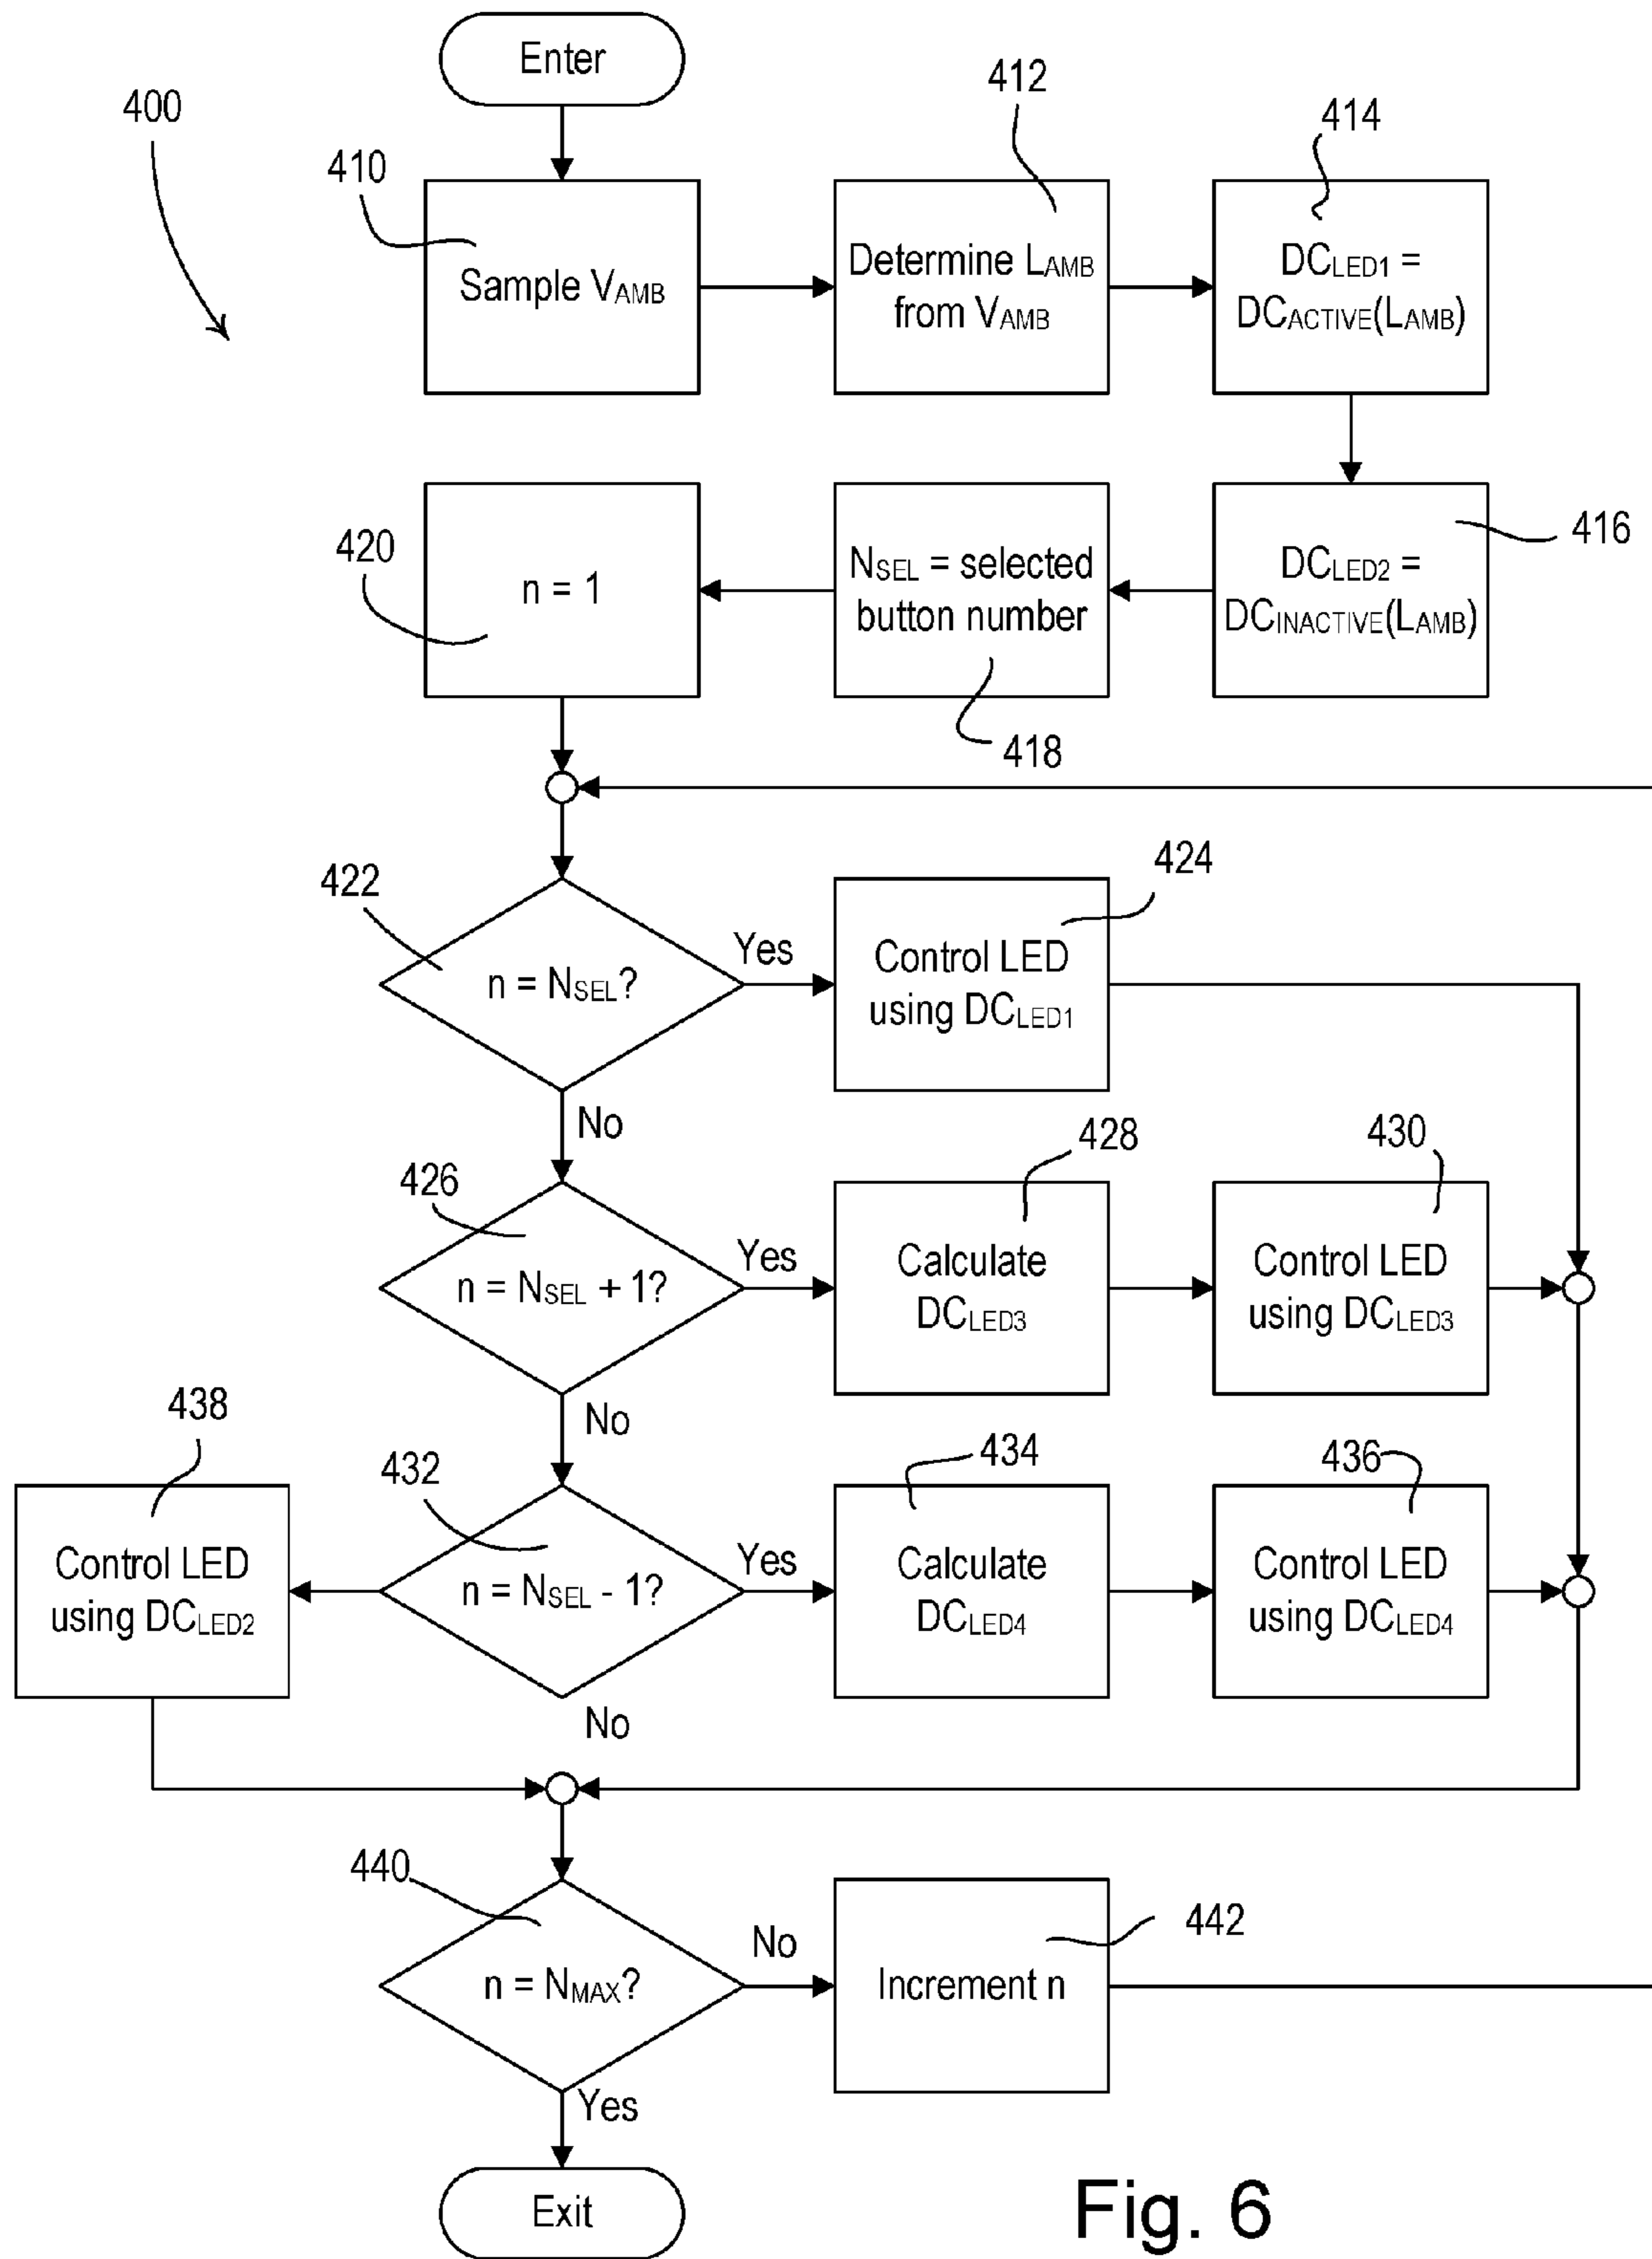 Enter
400
410
412
414
Sample VAMB
Determine LAMB
from VAMB
DCLED1 =
DCACTIVE(LAMB)
420
n = 1
NSEL = selected
button number
418
DCLED2 =
DCINACTIVE(LAMB)
416
422
n = NSEL?
Yes
No
424
Control LED
using DCLED1
426
n = NSEL + 1?
Yes
No
428
Calculate
DCLED3
430
Control LED
using DCLED3
438
Control LED
using DCLED2
432
n = NSEL - 1?
Yes
No
434
Calculate
DCLED4
436
Control LED
using DCLED4
440
n = NMAX?
No
Yes
442
Increment n
Exit
Fig. 6